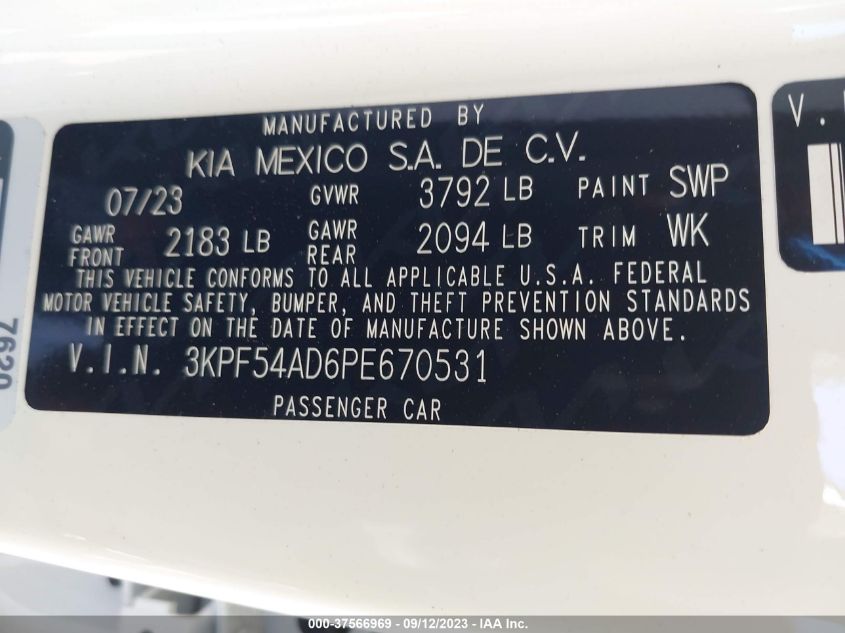 MANUFACTURED BY
KIA MEXICO S.A. DE C.V.
07/23 GVWR 3792 LB PAINT SWP
GAWR FRONT 2183 LB GAWR REAR 2094 LB TRIM WK
THIS VEHICLE CONFORMS TO ALL APPLICABLE U.S.A. FEDERAL
MOTOR VEHICLE SAFETY, BUMPER, AND THEFT PREVENTION STANDARDS
IN EFFECT ON THE DATE OF MANUFACTURE SHOWN ABOVE.
V.I.N. 3KPF54AD6PE670531
PASSENGER CAR
V.
7620
000-37566969 - 09/12/2023 - IAA Inc.